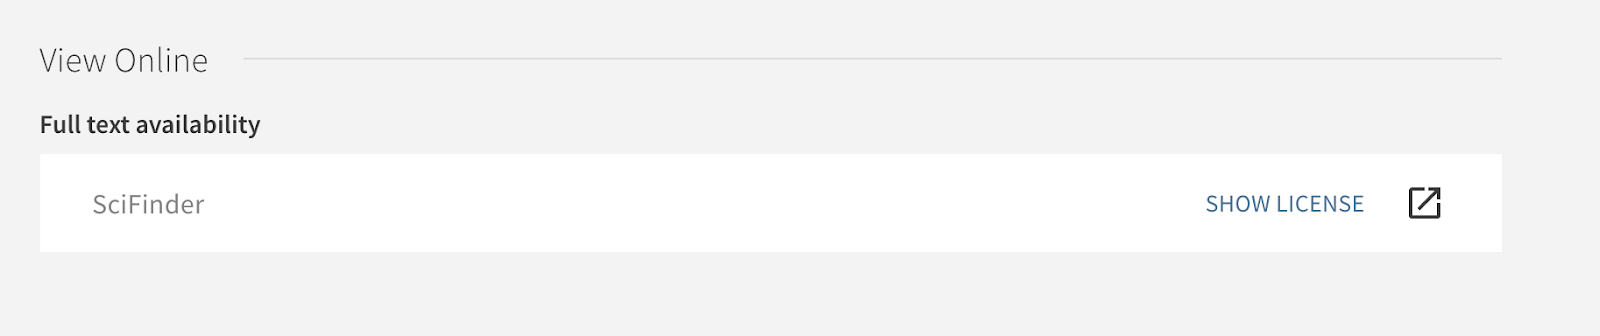 View Online
Full text availability
SciFinder
SHOW LICENSE